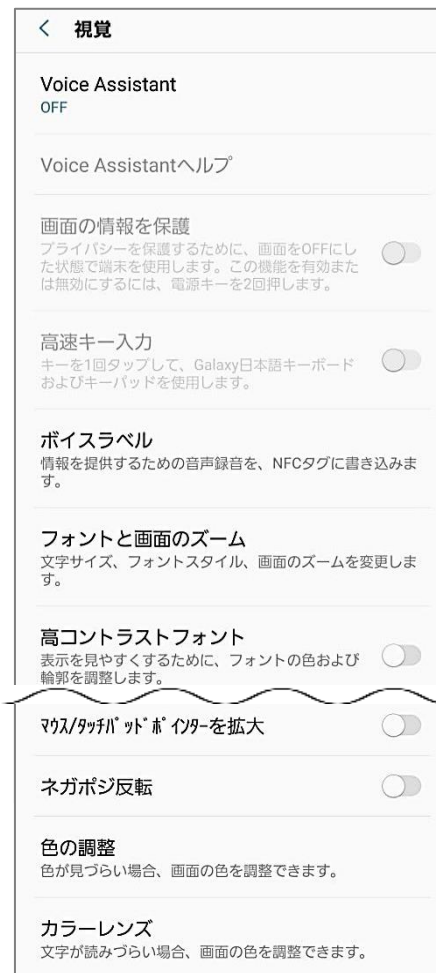 視覚
Voice Assistant
OFF
Voice Assistantヘルプ
画面の情報を保護
プライバシーを保護するために、画面をOFFにし
た状態で端末を使用します。この機能を有効また
は無効にするには、電源キーを2回押します。
高速キー入力
キーを1回タップして、Galaxy日本語キーボード
およびキーパッドを使用します。
ボイスラベル
情報を提供するための音声録音を、NFCタグに書き込みま
す。
フォントと画面のズーム
文字サイズ、フォントスタイル、画面のズームを変更しま
す。
高コントラストフォント
表示を見やすくするために、フォントの色および
輪郭を調整します。
ﾏｳｽ/ﾀｯﾁﾊﾟｯﾄﾞﾎﾟｲﾝﾀｰを拡大
ネガポジ反転
色の調整
色が見づらい場合、画面の色を調整できます。
カラーレンズ
文字が読みづらい場合、画面の色を調整できます。